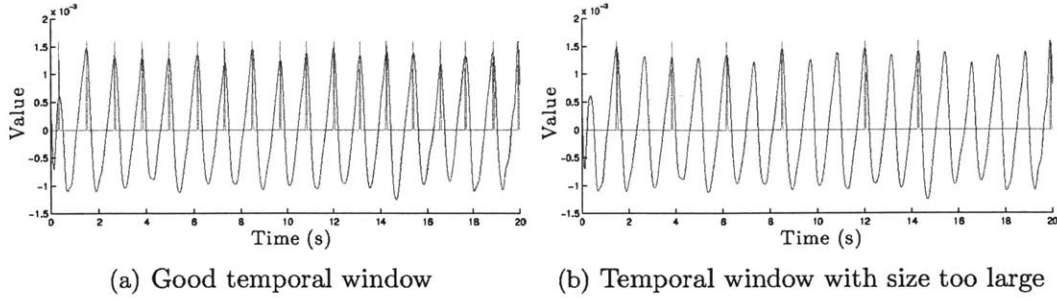 ×10⁻³
2
1.5
1
0.5
0
-0.5
-1
-1.5
Value
0 2 4 6 8 10 12 14 16 18 20
Time (s)
(a) Good temporal window
×10⁻³
2
1.5
1
0.5
0
-0.5
-1
-1.5
Value
0 2 4 6 8 10 12 14 16 18 20
Time (s)
(b) Temporal window with size too large